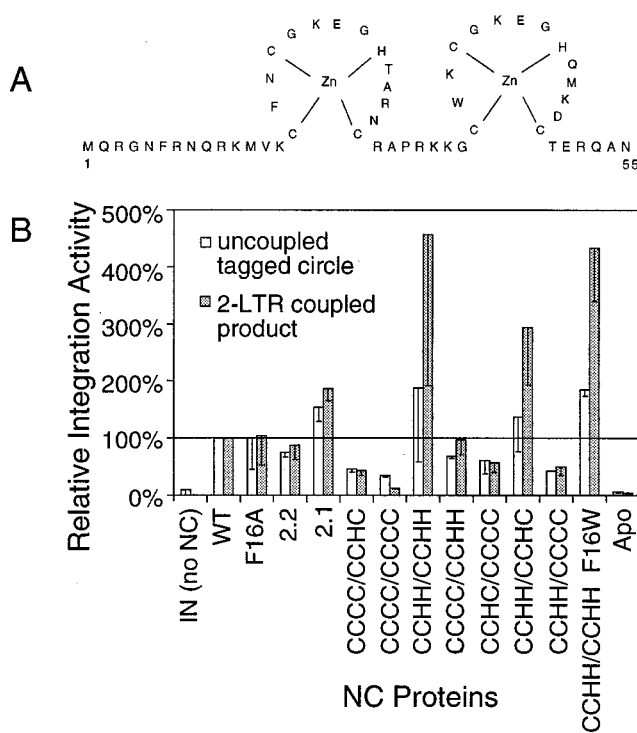 A
C G K E G H
N F C
Zn
T A R N C
C G K E G H
K W C
Zn
Q M K D C
M Q R G N F R N Q R K M V K
R A P R K K G
T E R Q A N
1
55
B
Relative Integration Activity
500%
400%
300%
200%
100%
0%
uncoupled
tagged circle
2-LTR coupled
product
IN (no NC)
WT
F16A
2.2
2.1
CCCC/CCHC
CCCC/CCCC
CCHH/CCHH
CCCC/CCHH
CCHC/CCCC
CCHH/CCHC
CCHH/CCCC
CCHH/CCHH F16W
Apo
NC Proteins